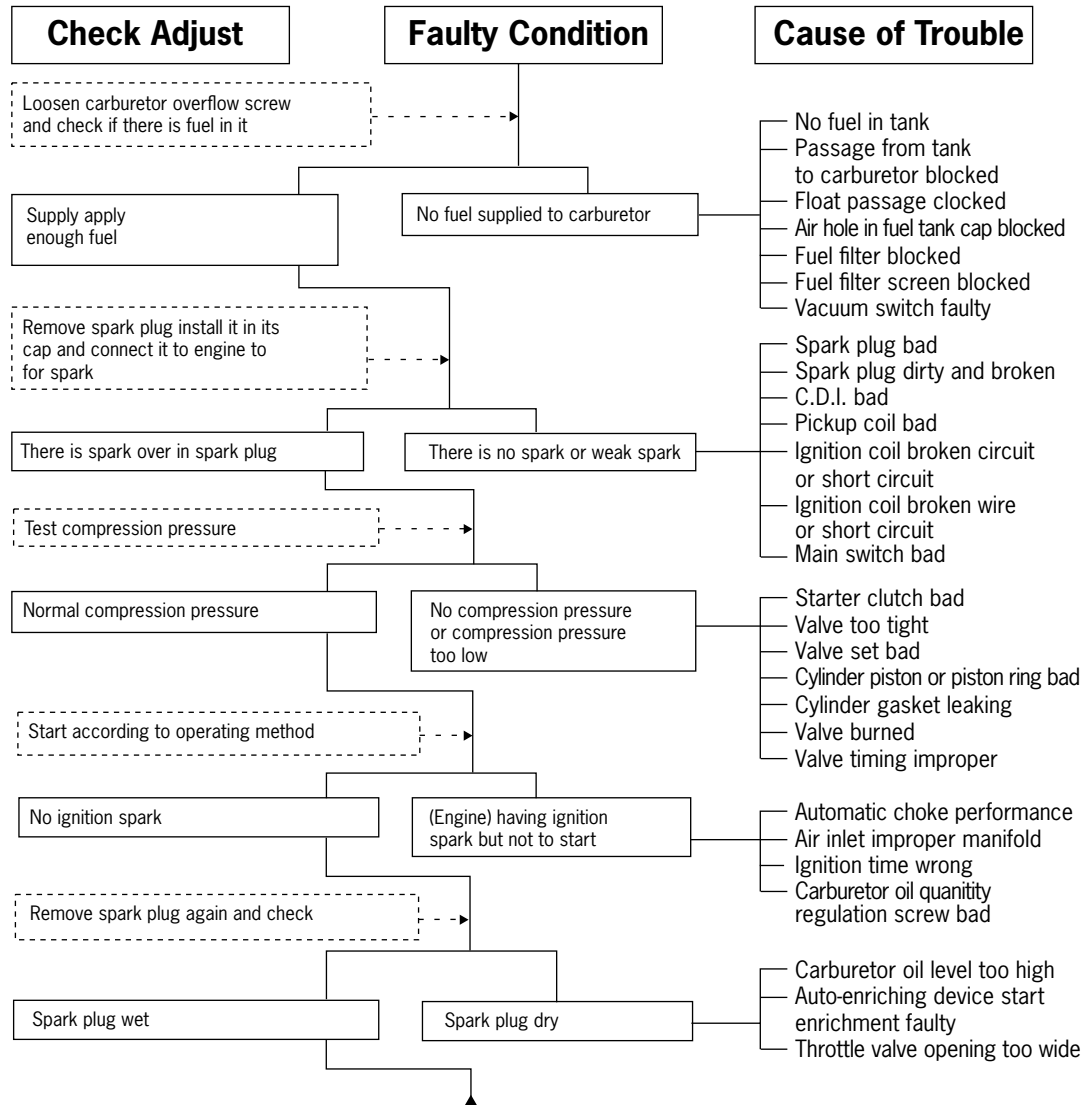 Check Adjust
Faulty Condition
Cause of Trouble
Loosen carburetor overflow screw
and check if there is fuel in it
Supply apply
enough fuel
No fuel supplied to carburetor
No fuel in tank
Passage from tank
to carburetor blocked
Float passage clocked
Air hole in fuel tank cap blocked
Fuel filter blocked
Fuel filter screen blocked
Vacuum switch faulty
Remove spark plug install it in its
cap and connect it to engine to
for spark
There is spark over in spark plug
There is no spark or weak spark
Spark plug bad
Spark plug dirty and broken
C.D.I. bad
Pickup coil bad
Ignition coil broken circuit
or short circuit
Ignition coil broken wire
or short circuit
Main switch bad
Test compression pressure
Normal compression pressure
No compression pressure
or compression pressure
too low
Starter clutch bad
Valve too tight
Valve set bad
Cylinder piston or piston ring bad
Cylinder gasket leaking
Valve burned
Valve timing improper
Start according to operating method
No ignition spark
(Engine) having ignition
spark but not to start
Automatic choke performance
Air inlet improper manifold
Ignition time wrong
Carburetor oil quanitity
regulation screw bad
Remove spark plug again and check
Spark plug wet
Spark plug dry
Carburetor oil level too high
Auto-enriching device start
enrichment faulty
Throttle valve opening too wide